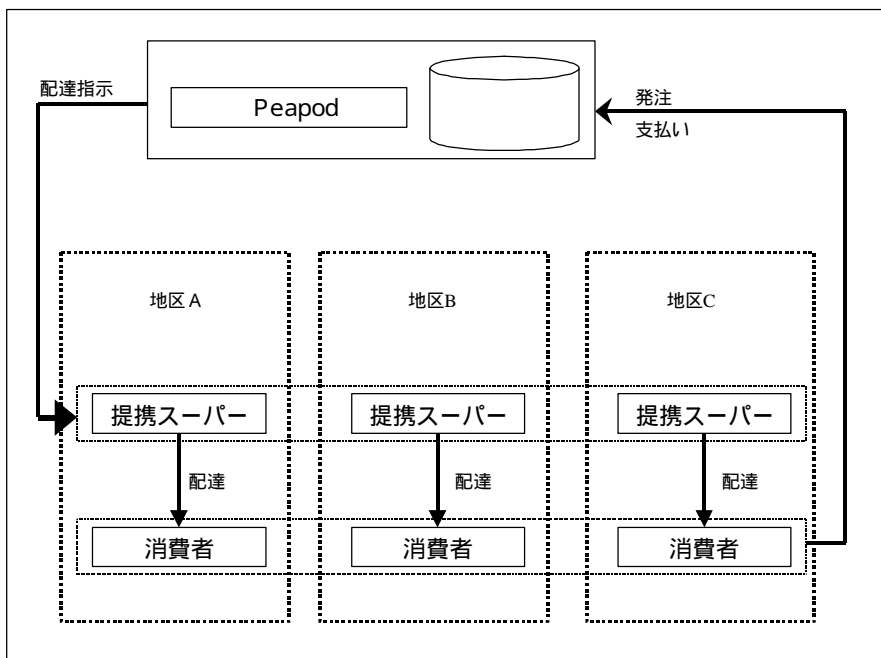 配達指示
Peapod
発注
支払い
地区A
地区B
地区C
提携スーパー
提携スーパー
提携スーパー
配達
配達
配達
消費者
消費者
消費者